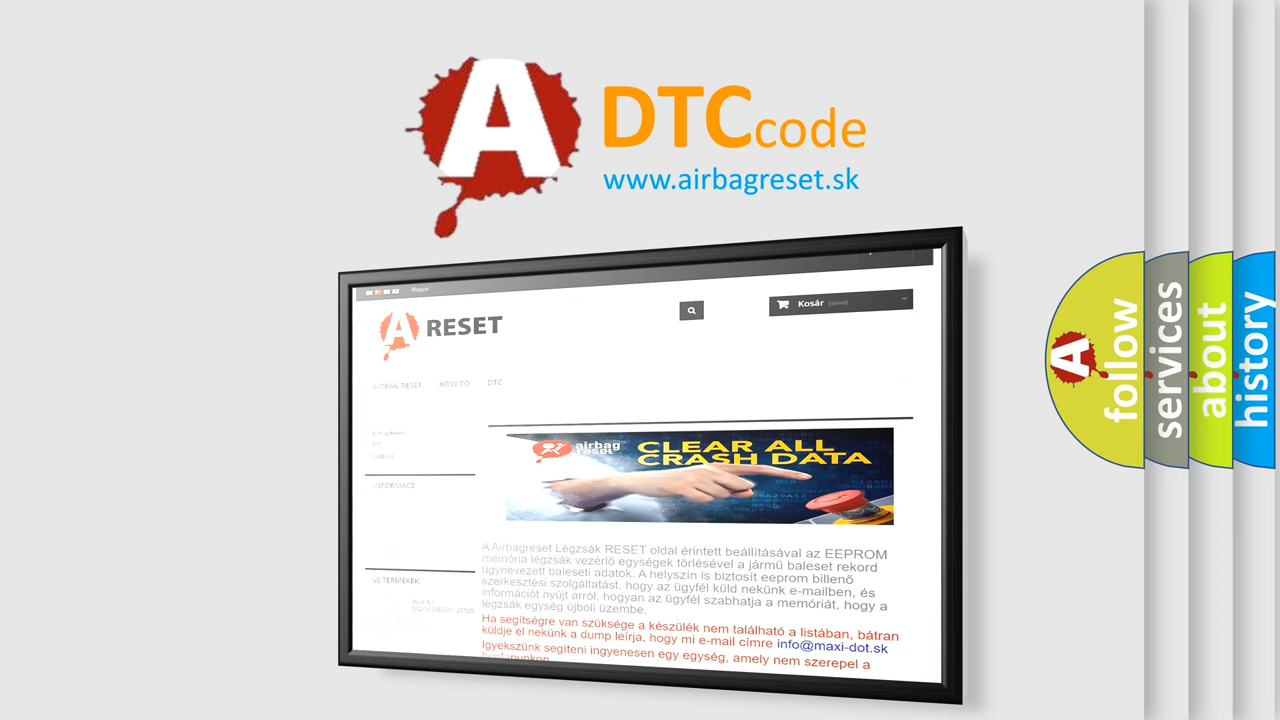 A DTC code
www.airbagreset.sk
Magyar
Kosár (üres)
A RESET
AIRBAG RESET HOW TO DTC
DTC
INFORMACE
airbag reset
CLEAR ALL
CRASH DATA
A Airbagreset Légzsák RESET oldal érintett beállításával az EEPROM
memória légzsák vezérlő egységek törlésével a jármű baleset rekord
úgynevezett baleseti adatok. A helyszín is biztosít eeprom billenő
szerkesztési szolgáltatást, hogy az ügyfél küld nekünk e-mailben, és
információt nyújt arról, hogyan az ügyfél szabhatja a memóriát, hogy a
légzsák egység újbóli üzembe.
ÚJ TERMÉKEK
Ha segítségre van szüksége a készülék nem található a listában, bátran
küldje el nekünk a dump leírja, hogy mi e-mail címre info@maxi-dot.sk
Igyekszünk segíteni ingyenesen egy egység, amely nem szerepel a
A follow
services
about
history